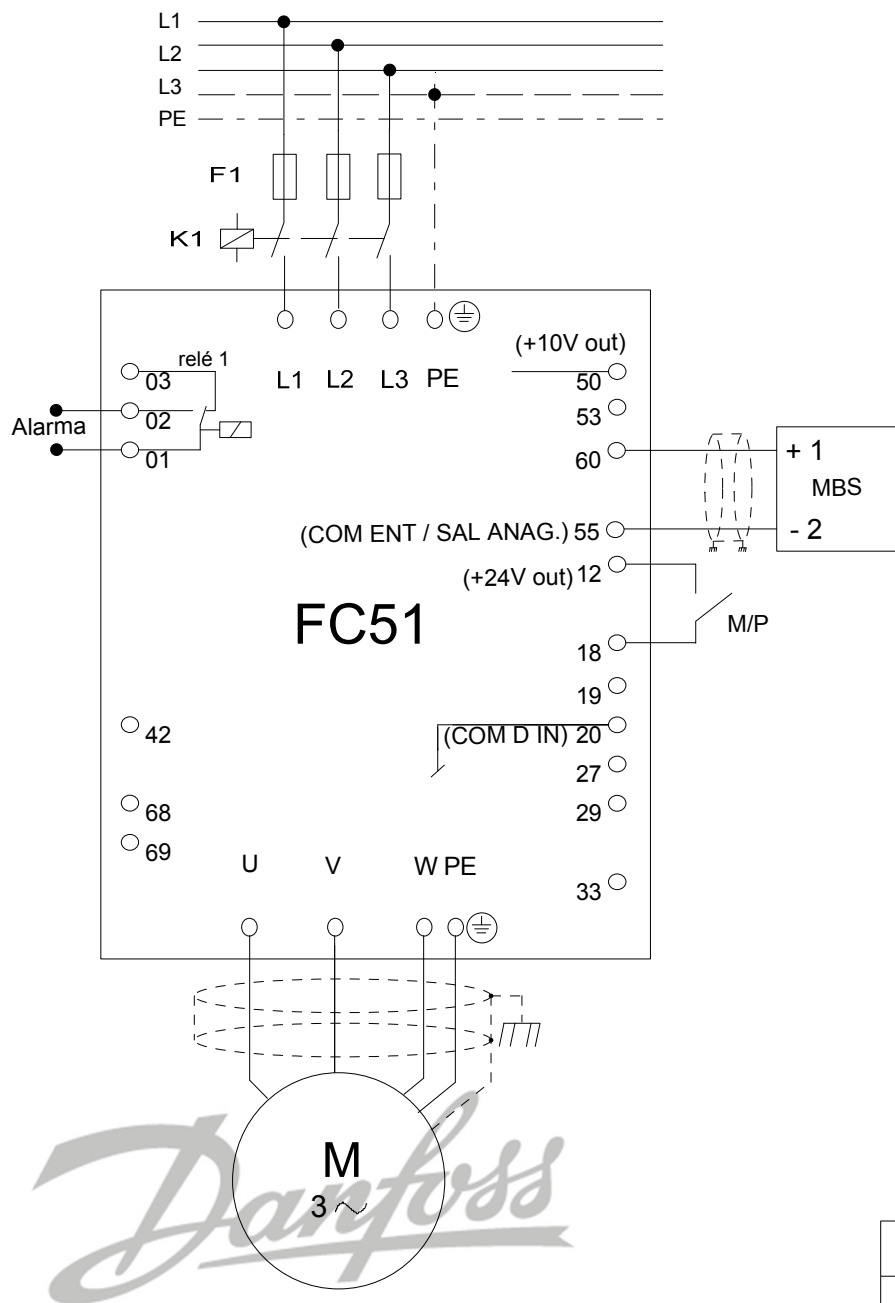 L1
L2
L3
PE
F1
K1
L1 L2 L3 PE
relé 1
03
02
01
Alarma
(+10V out)
50
53
60
+ 1
MBS
- 2
(COM ENT / SAL ANAG.) 55
(+24V out) 12
M/P
18
FC51
19
(COM D IN) 20
27
29
33
42
68
69
U V W PE
M
3 ~
Danfoss